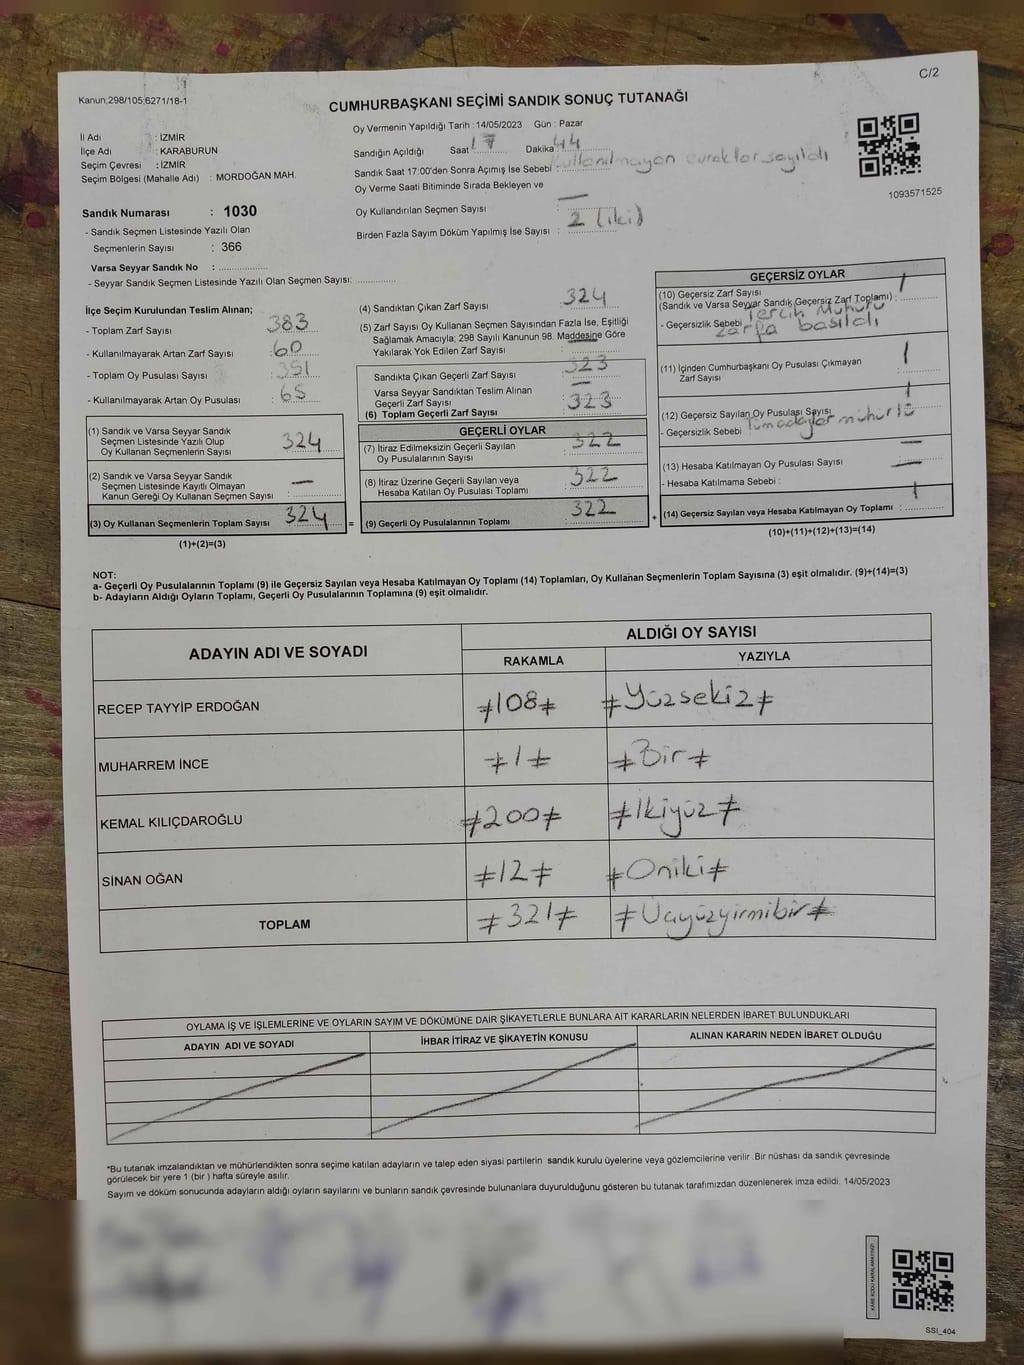 C/2
Kanun:298/105;6271/18-1
CUMHURBAŞKANI SEÇİMİ SANDIK SONUÇ TUTANAĞI
İl Adı : İZMİR
İlçe Adı : KARABURUN
Seçim Çevresi : İZMİR
Seçim Bölgesi (Mahalle Adı) : MORDOĞAN MAH.
Sandık Numarası : 1030
- Sandık Seçmen Listesinde Yazılı Olan
Seçmenlerin Sayısı : 366
Varsa Seyyar Sandık No :
- Seyyar Sandık Seçmen Listesinde Yazılı Olan Seçmen Sayısı:
Oy Vermenin Yapıldığı Tarih : 14/05/2023 Gün : Pazar
Sandığın Açıldığı Saat : 17 Dakika : 44
Sandık Saat 17:00'den Sonra Açımış İse Sebebi : Kullanılmayan evraklar sayıldı
Oy Verme Saati Bitiminde Sırada Bekleyen ve
Oy Kullandırılan Seçmen Sayısı : —
Birden Fazla Sayım Döküm Yapılmış İse Sayısı : 2 (iki)
1093571525
İlçe Seçim Kurulundan Teslim Alınan;
- Toplam Zarf Sayısı : 383
- Kullanılmayarak Artan Zarf Sayısı : 60
- Toplam Oy Pusulası Sayısı : 351
- Kullanılmayarak Artan Oy Pusulası : 65
(1) Sandık ve Varsa Seyyar Sandık
Seçmen Listesinde Yazılı Olup
Oy Kullanan Seçmenlerin Sayısı : 324
(2) Sandık ve Varsa Seyyar Sandık
Seçmen Listesinde Kayıtlı Olmayan
Kanun Gereği Oy Kullanan Seçmen Sayısı : —
(3) Oy Kullanan Seçmenlerin Toplam Sayısı : 324 =
(1)+(2)=(3)
(4) Sandıktan Çıkan Zarf Sayısı : 324
(5) Zarf Sayısı Oy Kullanan Seçmen Sayısından Fazla İse, Eşitliği
Sağlamak Amacıyla; 298 Sayılı Kanunun 98. Maddesine Göre
Yakılarak Yok Edilen Zarf Sayısı :
Sandıkta Çıkan Geçerli Zarf Sayısı : 323
Varsa Seyyar Sandıktan Teslim Alınan
Geçerli Zarf Sayısı : —
(6) Toplam Geçerli Zarf Sayısı : 323
GEÇERLİ OYLAR
(7) İtiraz Edilmeksizin Geçerli Sayılan
Oy Pusulalarının Sayısı : 322
(8) İtiraz Üzerine Geçerli Sayılan veya
Hesaba Katılan Oy Pusulası Toplamı : 322
(9) Geçerli Oy Pusulalarının Toplamı : 322 +
GEÇERSİZ OYLAR
(10) Geçersiz Zarf Sayısı
(Sandık ve Varsa Seyyar Sandık Geçersiz Zarf Toplamı) : 1
- Geçersizlik Sebebi : Tercih Mührü
zarfa basıldı
(11) İçinden Cumhurbaşkanı Oy Pusulası Çıkmayan
Zarf Sayısı : 1
(12) Geçersiz Sayılan Oy Pusulası Sayısı : 1
- Geçersizlik Sebebi : Tüm adaylar mühürlü
(13) Hesaba Katılmayan Oy Pusulası Sayısı : —
- Hesaba Katılmama Sebebi : —
(14) Geçersiz Sayılan veya Hesaba Katılmayan Oy Toplamı : 1
(10)+(11)+(12)+(13)=(14)
NOT:
a- Geçerli Oy Pusulalarının Toplamı (9) ile Geçersiz Sayılan veya Hesaba Katılmayan Oy Toplamı (14) Toplamları, Oy Kullanan Seçmenlerin Toplam Sayısına (3) eşit olmalıdır. (9)+(14)=(3)
b- Adayların Aldığı Oyların Toplamı, Geçerli Oy Pusulalarının Toplamına (9) eşit olmalıdır.
ADAYIN ADI VE SOYADI
ALDIĞI OY SAYISI
RAKAMLA YAZIYLA
RECEP TAYYİP ERDOĞAN ≠108≠ ≠Yüzsekiz≠
MUHARREM İNCE ≠1≠ ≠Bir≠
KEMAL KILIÇDAROĞLU ≠200≠ ≠İkiyüz≠
SİNAN OĞAN ≠12≠ ≠Oniki≠
TOPLAM ≠321≠ ≠Üçyüzyirmibir≠
OYLAMA İŞ VE İŞLEMLERİNE VE OYLARIN SAYIM VE DÖKÜMÜNE DAİR ŞİKAYETLERLE BUNLARA AİT KARARLARIN NELERDEN İBARET BULUNDUKLARI
ADAYIN ADI VE SOYADI İHBAR İTİRAZ VE ŞİKAYETİN KONUSU ALINAN KARARIN NEDEN İBARET OLDUĞU
*Bu tutanak imzalandıktan ve mühürlendikten sonra seçime katılan adayların ve talep eden siyasi partilerin sandık kurulu üyelerine veya gözlemcilerine verilir .Bir nüshası da sandık çevresinde
görülecek bir yere 1 (bir ) hafta süreyle asılır.
Sayım ve döküm sonucunda adayların aldığı oyların sayılarını ve bunların sandık çevresinde bulunanlara duyurulduğunu gösteren bu tutanak tarafımızdan düzenlenerek imza edildi. 14/05/2023
KARE KODU KARALAMAYINIZ!
SSI_404